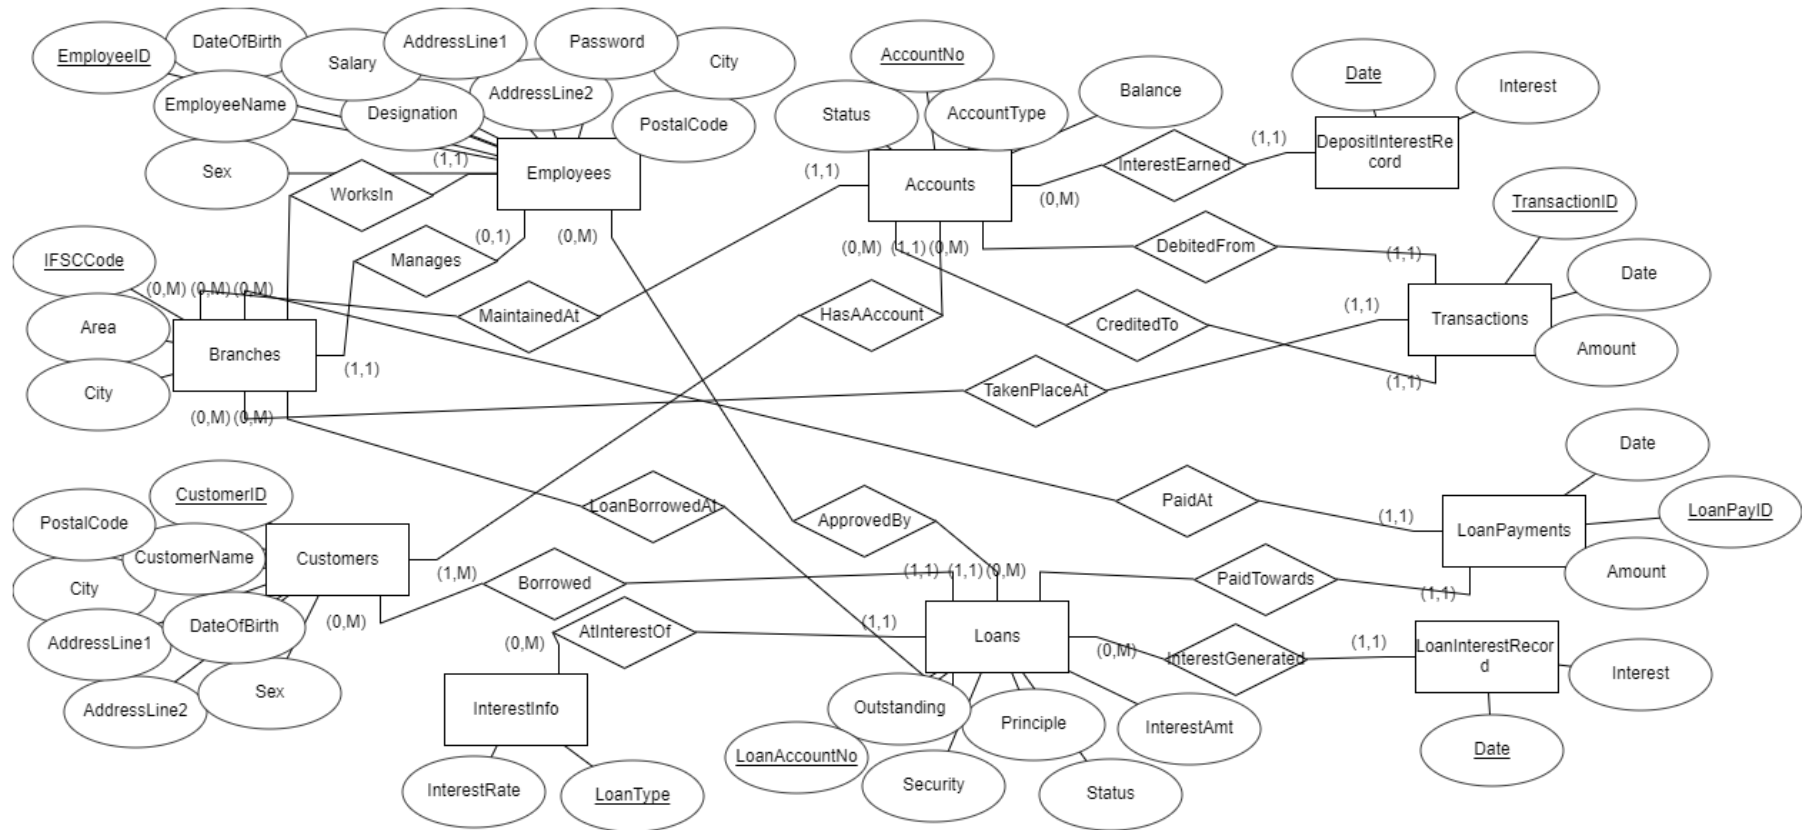 DateOfBirth
AddressLine1
Password
EmployeeID
Salary
City
AccountNo
Date
Interest
EmployeeName
Designation
AddressLine2
PostalCode
Status
AccountType
Balance
Sex
(1,1)
Employees
WorksIn
(1,1)
Accounts
InterestEarned
(1,1)
DepositInterestRe
cord
(0,M)
TransactionID
(0,1)
(0,M)
(0,M)
(1,1)
(0,M)
DebitedFrom
(1,1)
IFSCCode
Manages
Date
(0,M)
(0,M)
(0,M)
MaintainedAt
HasAAccount
CreditedTo
(1,1)
Transactions
Area
Branches
(1,1)
Amount
City
TakenPlaceAt
(1,1)
(0,M)
(0,M)
Date
CustomerID
LoanBorrowedAt
ApprovedBy
PaidAt
(1,1)
LoanPayments
LoanPayID
PostalCode
CustomerName
Customers
(1,M)
Borrowed
(1,1)
(1,1)
(0,M)
PaidTowards
(1,1)
Amount
City
DateOfBirth
(0,M)
AddressLine1
(0,M)
AtInterestOf
(1,1)
Loans
(0,M)
InterestGenerated
(1,1)
LoanInterestRecor
d
Interest
Sex
AddressLine2
InterestInfo
Outstanding
Principle
InterestAmt
LoanAccountNo
Date
InterestRate
LoanType
Security
Status